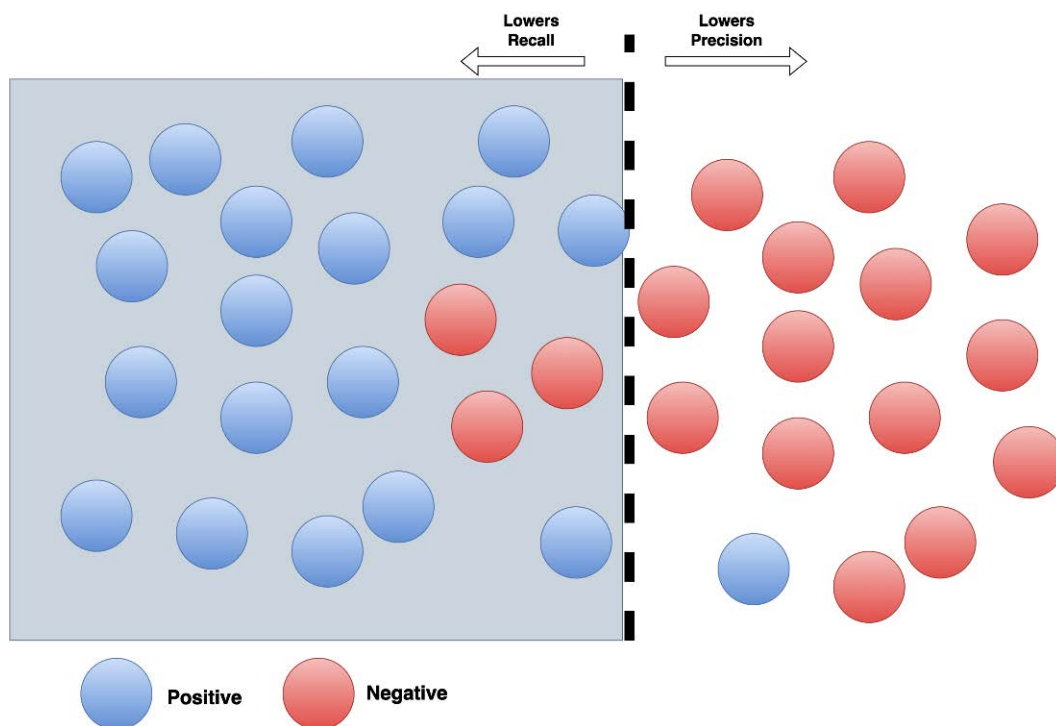 Lowers
Recall
Lowers
Precision
Positive
Negative